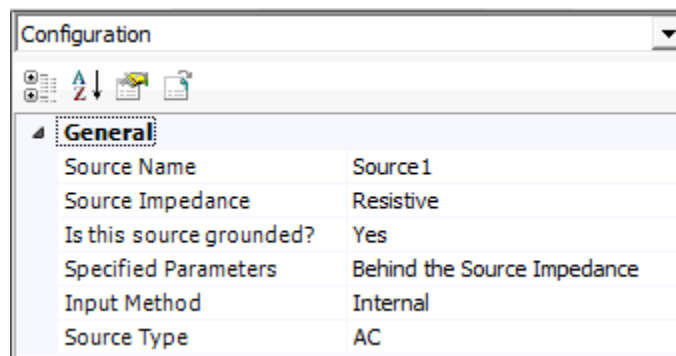 Configuration
General
Source Name Source1
Source Impedance Resistive
Is this source grounded? Yes
Specified Parameters Behind the Source Impedance
Input Method Internal
Source Type AC